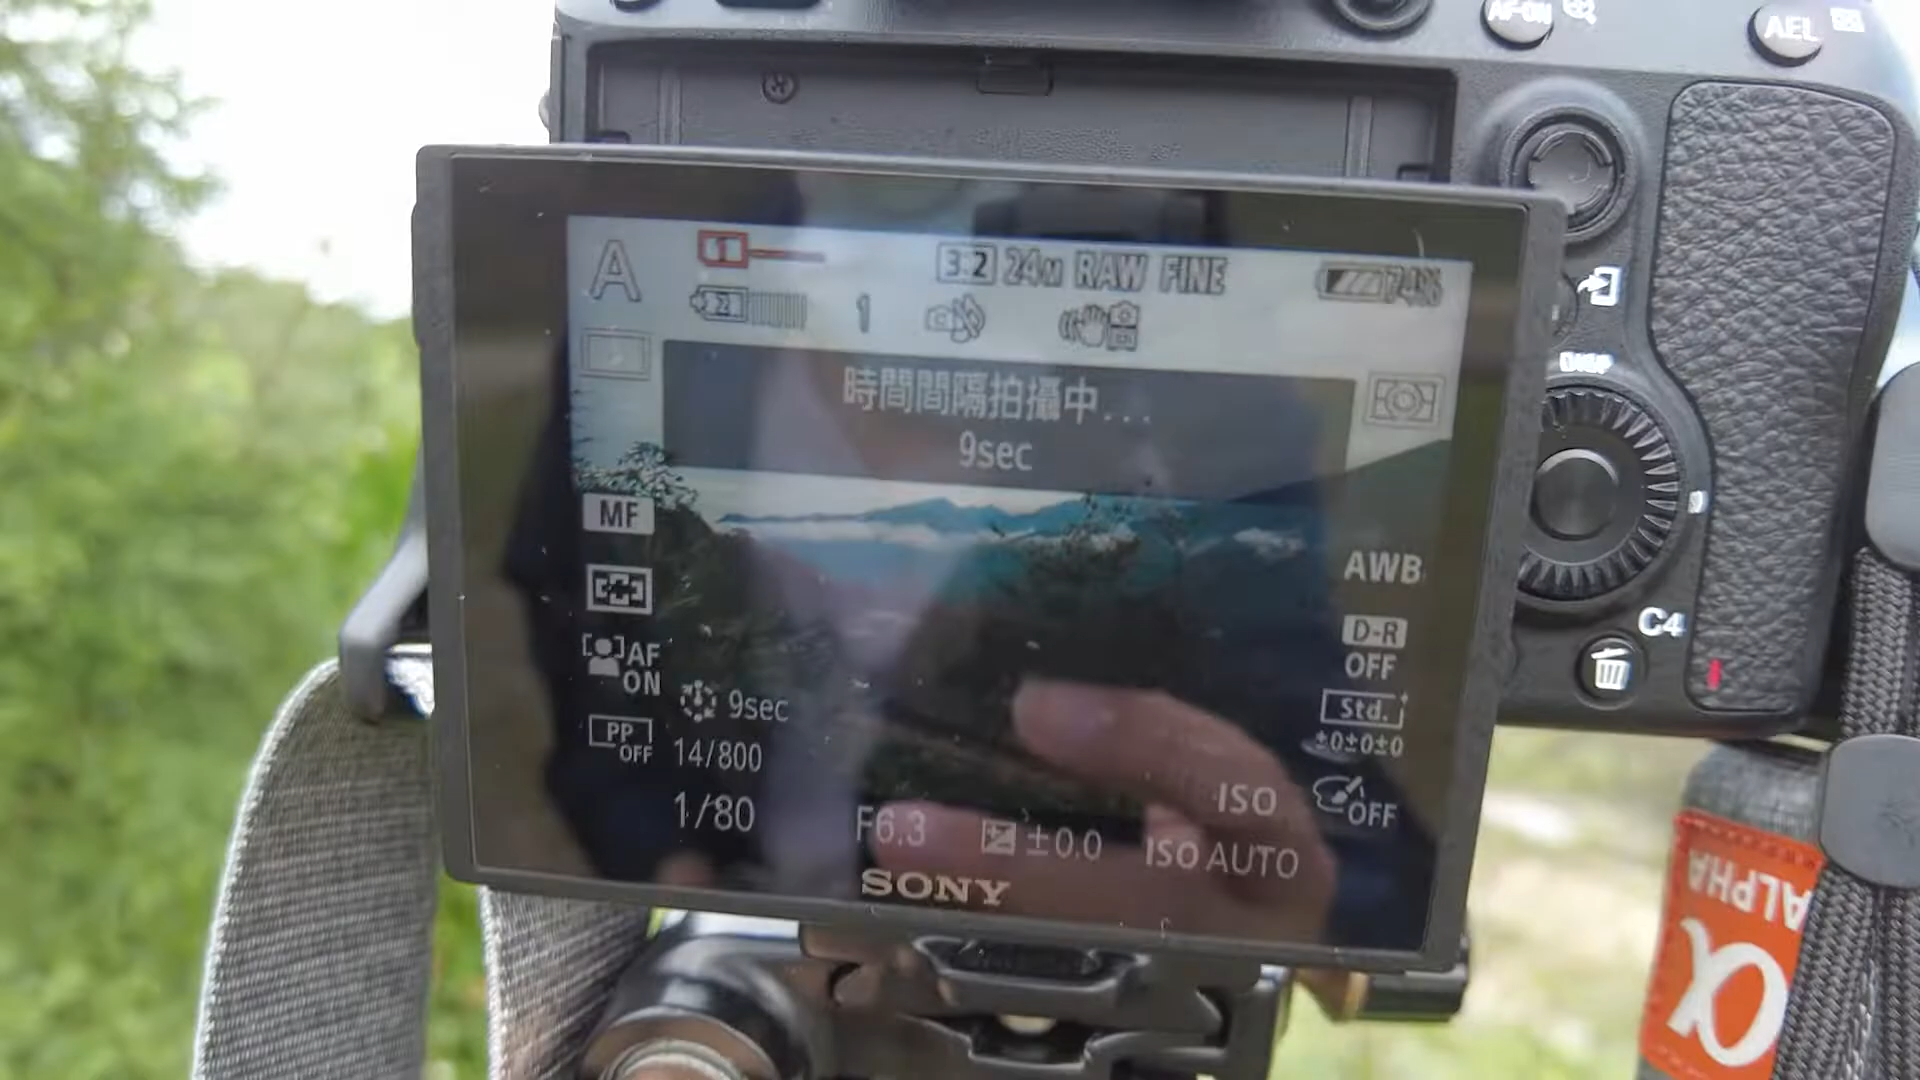 AF-ON
AEL
A
1
3:2 24M RAW FINE
74%
1
時間間隔拍攝中...
9sec
DISP
MF
AWB
AF
ON
D-R
OFF
C4
9sec
Std.
±0±0±0
PP
OFF
14/800
ISO
OFF
1/80
F6.3
±0.0
ISO AUTO
SONY
ALPHA
α